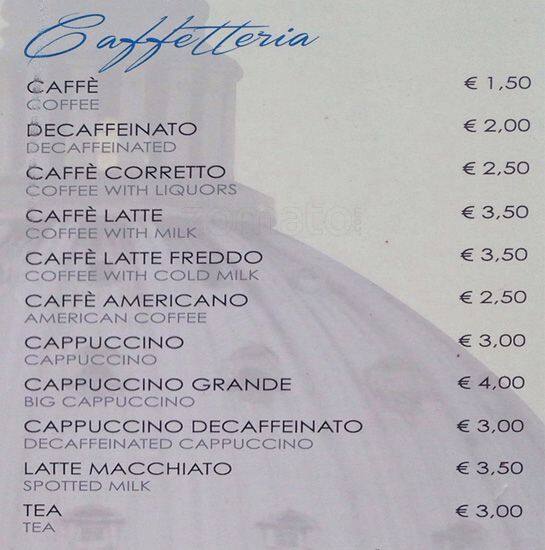 Caffetteria
CAFFÈ € 1,50
COFFEE
DECAFFEINATO € 2,00
DECAFFEINATED
CAFFÈ CORRETTO € 2,50
COFFEE WITH LIQUORS
CAFFÈ LATTE € 3,50
COFFEE WITH MILK
zomato
CAFFÈ LATTE FREDDO € 3,50
COFFEE WITH COLD MILK
CAFFÈ AMERICANO € 2,50
AMERICAN COFFEE
CAPPUCCINO € 3,00
CAPPUCCINO
CAPPUCCINO GRANDE € 4,00
BIG CAPPUCCINO
CAPPUCCINO DECAFFEINATO € 3,00
DECAFFEINATED CAPPUCCINO
LATTE MACCHIATO € 3,50
SPOTTED MILK
TEA € 3,00
TEA